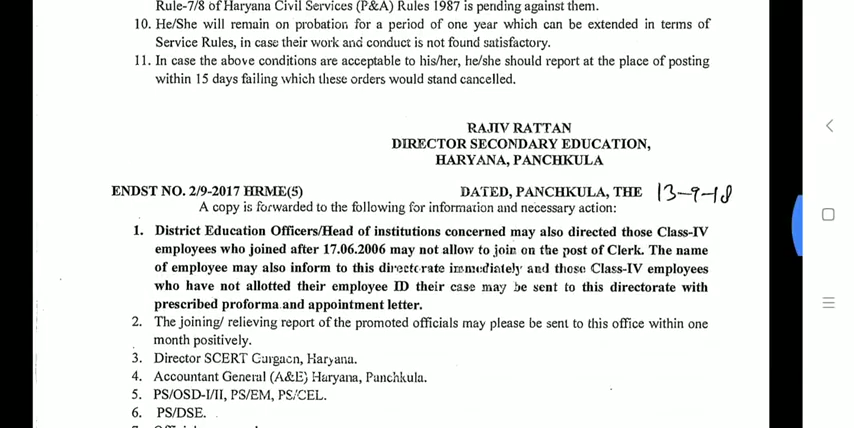 Rule-7/8 of Haryana Civil Services (P&A) Rules 1987 is pending against them.
10. He/She will remain on probation for a period of one year which can be extended in terms of
Service Rules, in case their work and conduct is not found satisfactory.
11. In case the above conditions are acceptable to his/her, he/she should report at the place of posting
within 15 days failing which these orders would stand cancelled.
RAJIV RATTAN
DIRECTOR SECONDARY EDUCATION,
HARYANA, PANCHKULA
ENDST NO. 2/9-2017 HRME(5) DATED, PANCHKULA, THE 13-9-18
A copy is forwarded to the following for information and necessary action:
1. District Education Officers/Head of institutions concerned may also directed those Class-IV
employees who joined after 17.06.2006 may not allow to join on the post of Clerk. The name
of employee may also inform to this directorate immediately and those Class-IV employees
who have not allotted their employee ID their case may be sent to this directorate with
prescribed proforma and appointment letter.
2. The joining/ relieving report of the promoted officials may please be sent to this office within one
month positively.
3. Director SCERT Gurgaon, Haryana.
4. Accountant General (A&E) Haryana, Panchkula.
5. PS/OSD-I/II, PS/EM, PS/CEL.
6. PS/DSE.